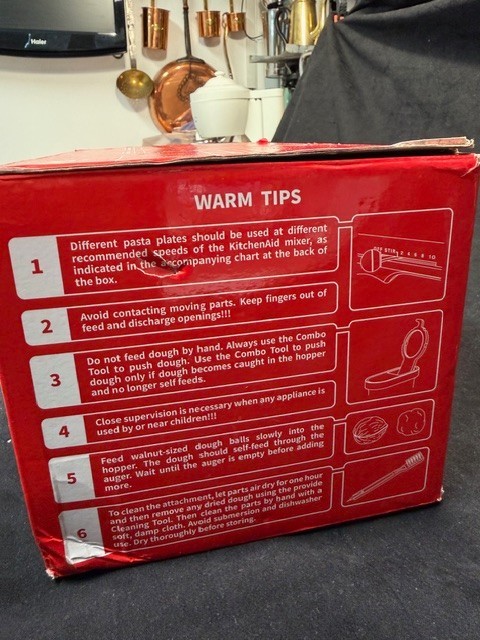 Haier
WARM TIPS
1
Different pasta plates should be used at different
recommended speeds of the KitchenAid mixer, as
indicated in the accompanying chart at the back of
the box.
OFF STIR 2 4 6 8 10
2
Avoid contacting moving parts. Keep fingers out of
feed and discharge openings!!!
3
Do not feed dough by hand. Always use the Combo
Tool to push dough. Use the Combo Tool to push
dough only if dough becomes caught in the hopper
and no longer self feeds.
4
Close supervision is necessary when any appliance is
used by or near children!!!
5
Feed walnut-sized dough balls slowly into the
hopper. The dough should self-feed through the
auger. Wait until the auger is empty before adding
more.
6
To clean the attachment, let parts air dry for one hour
and then remove any dried dough using the provide
Cleaning Tool. Then clean the parts by hand with a
soft, damp cloth. Avoid submersion and dishwasher
use. Dry thoroughly before storing.